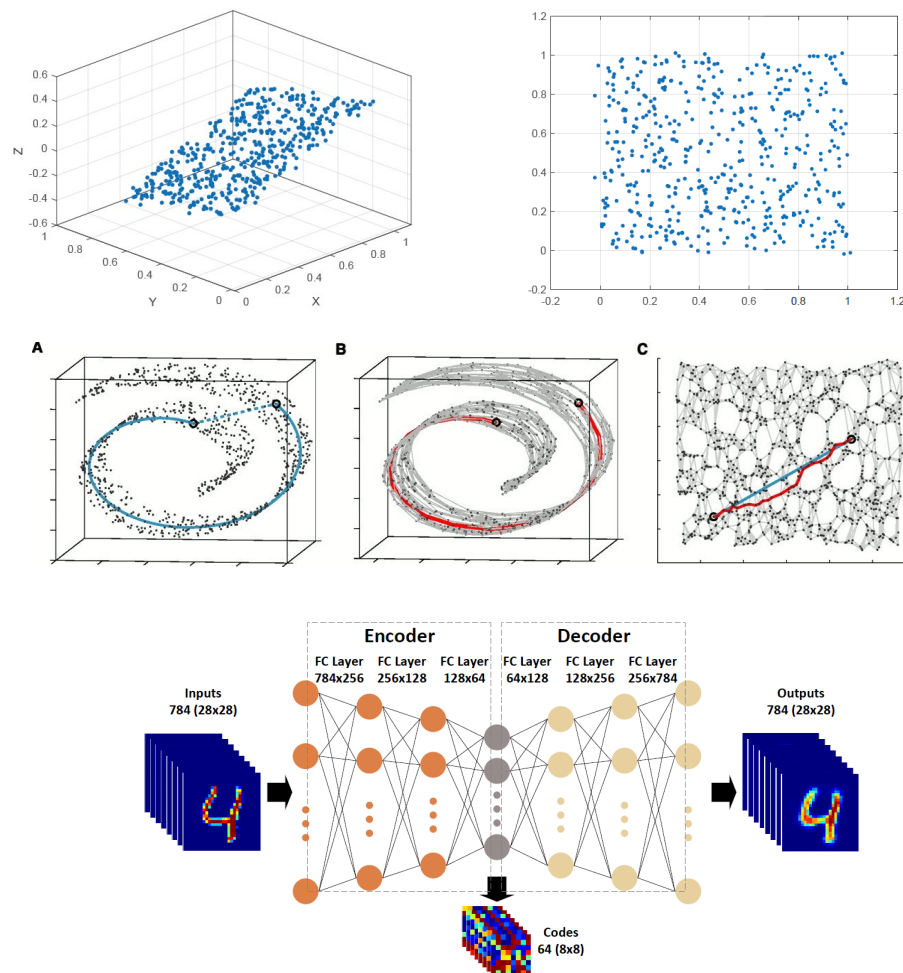 0.6
0.4
0.2
0
-0.2
-0.4
-0.6
Z
1
0.8
0.6
0.4
0.2
0
Y
0
0.2
0.4
0.6
0.8
1
X
1.2
1
0.8
0.6
0.4
0.2
0
-0.2
-0.2
0
0.2
0.4
0.6
0.8
1
1.2
A
B
C
Encoder
Decoder
FC Layer
784x256
FC Layer
256x128
FC Layer
128x64
FC Layer
64x128
FC Layer
128x256
FC Layer
256x784
Inputs
784 (28x28)
Outputs
784 (28x28)
4
4
Codes
64 (8x8)